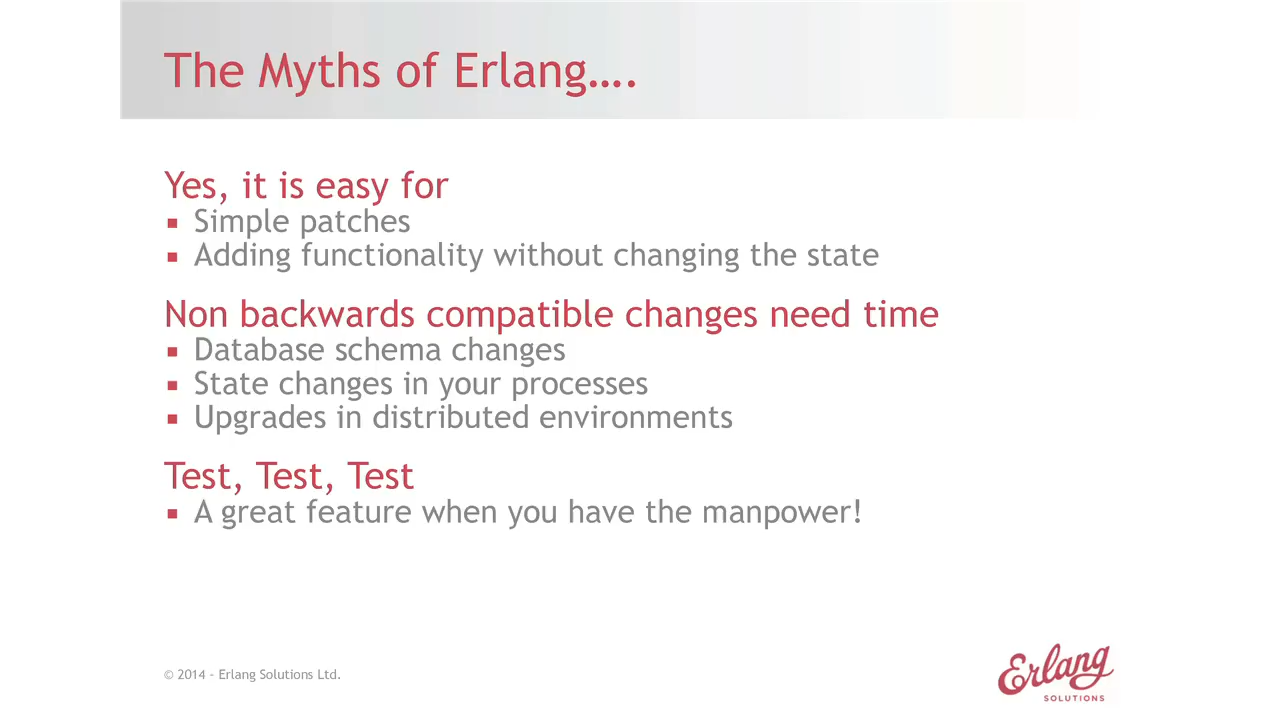 The Myths of Erlang….
Yes, it is easy for
▪ Simple patches
▪ Adding functionality without changing the state
Non backwards compatible changes need time
▪ Database schema changes
▪ State changes in your processes
▪ Upgrades in distributed environments
Test, Test, Test
▪ A great feature when you have the manpower!
© 2014 - Erlang Solutions Ltd.
Erlang
SOLUTIONS